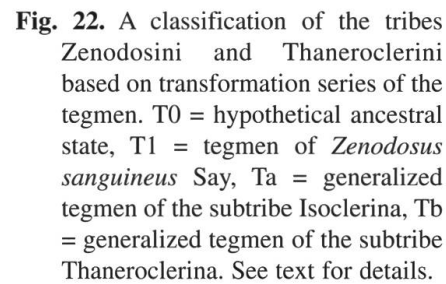 Fig. 22. A classification of the tribes
Zenodosini and Thaneroclerini
based on transformation series of the
tegmen. T0 = hypothetical ancestral
state, T1 = tegmen of Zenodosus
sanguineus Say, Ta = generalized
tegmen of the subtribe Isoclerina, Tb
= generalized tegmen of the subtribe
Thaneroclerina. See text for details.